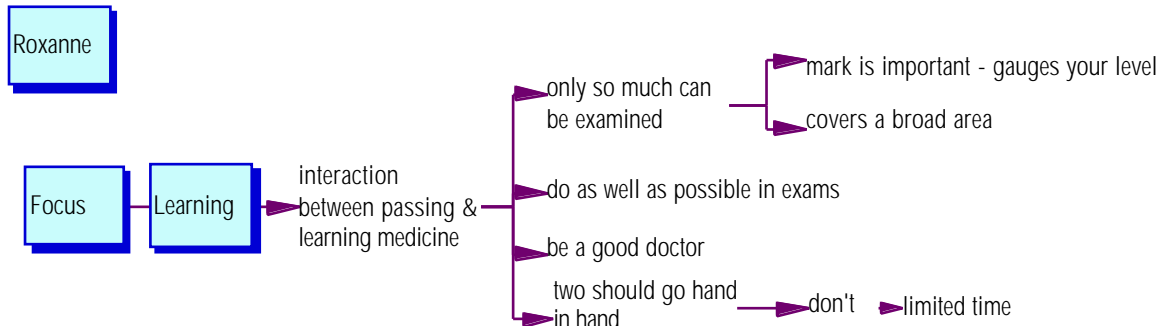 Roxanne
Focus
Learning
interaction
between passing &
learning medicine
only so much can
be examined
mark is important - gauges your level
covers a broad area
do as well as possible in exams
be a good doctor
two should go hand
in hand
don't
limited time